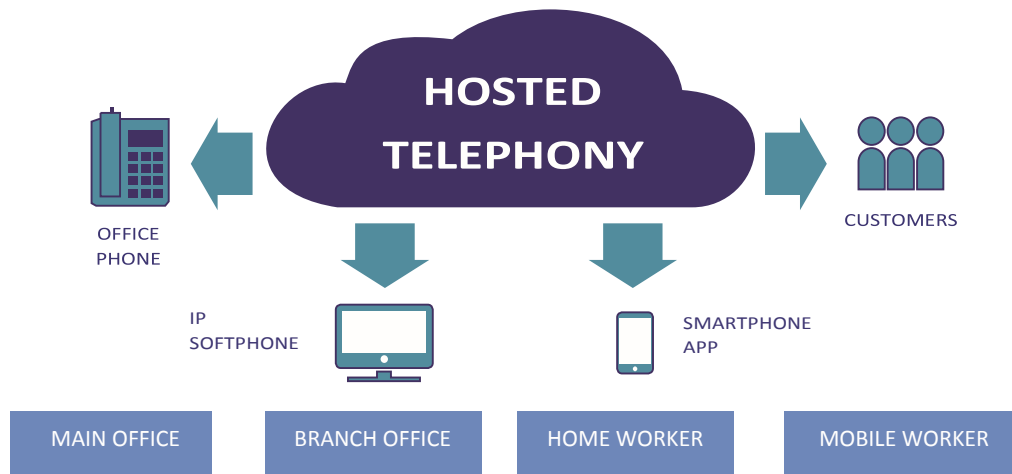 HOSTED
TELEPHONY
OFFICE
PHONE
CUSTOMERS
IP
SOFTPHONE
SMARTPHONE
APP
MAIN OFFICE
BRANCH OFFICE
HOME WORKER
MOBILE WORKER